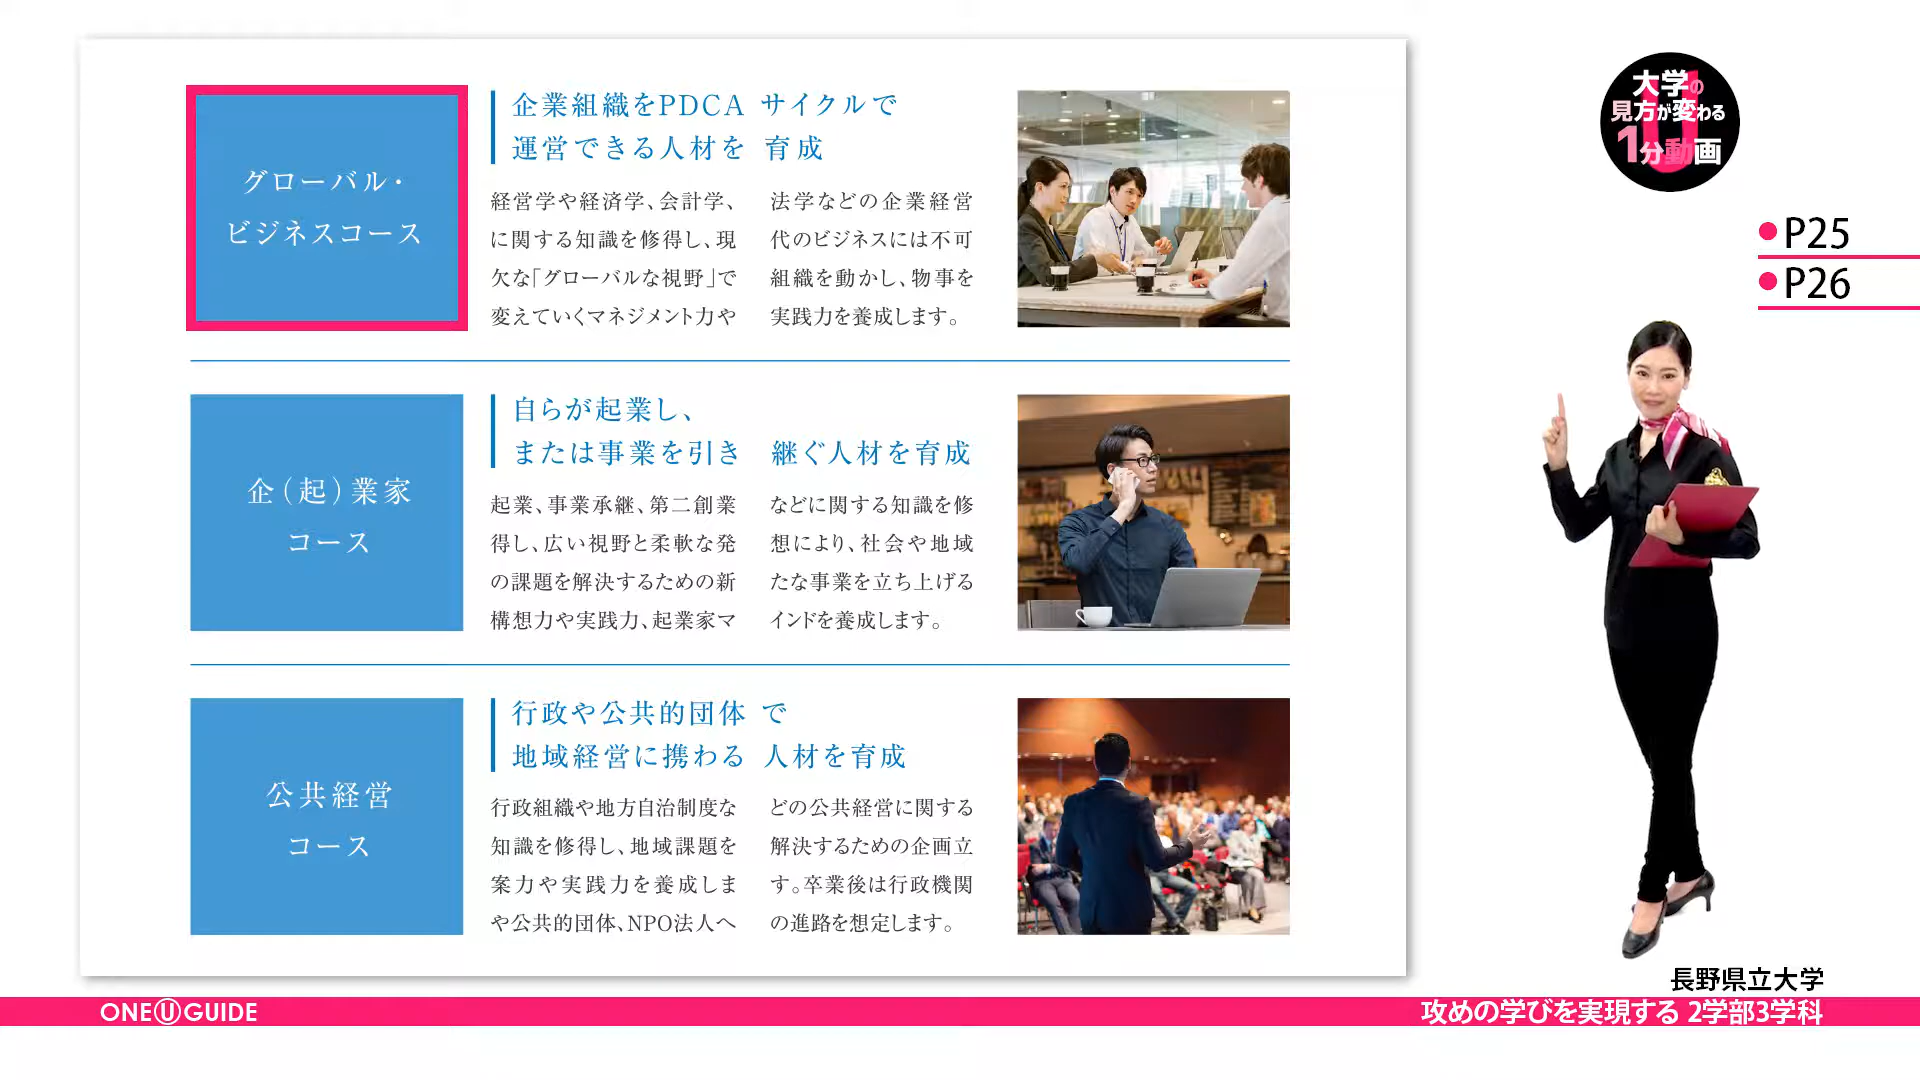 グローバル・
ビジネスコース
企業組織をPDCA サイクルで
運営できる人材を 育成
経営学や経済学、会計学、 法学などの企業経営
に関する知識を修得し、現 代のビジネスには不可
欠な「グローバルな視野」で 組織を動かし、物事を
変えていくマネジメント力や 実践力を養成します。
企（起）業家
コース
自らが起業し、
または事業を引き 継ぐ人材を育成
起業、事業承継、第二創業 などに関する知識を修
得し、広い視野と柔軟な発 想により、社会や地域
の課題を解決するための新 たな事業を立ち上げる
構想力や実践力、起業家マ インドを養成します。
公共経営
コース
行政や公共的団体 で
地域経営に携わる 人材を育成
行政組織や地方自治制度な どの公共経営に関する
知識を修得し、地域課題を 解決するための企画立
案力や実践力を養成しま す。卒業後は行政機関
や公共的団体、NPO法人へ の進路を想定します。
大学の
見方が変わる
1分動画
●P25
●P26
長野県立大学
ONE U GUIDE
攻めの学びを実現する 2学部3学科